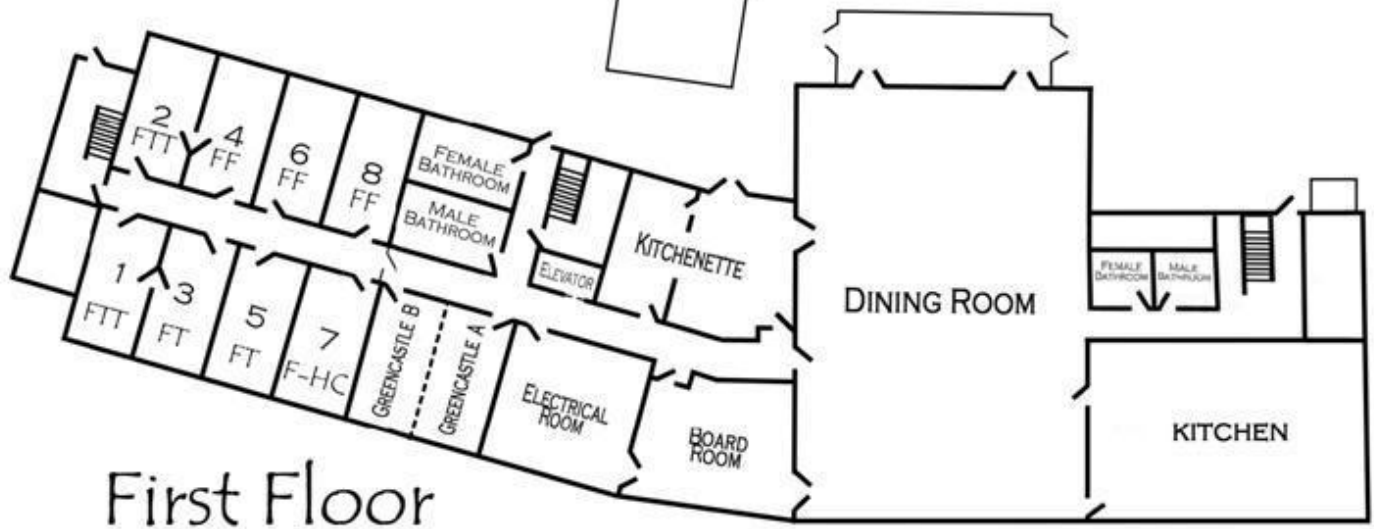 2
FTT
4
FF
6
FF
8
FF
FEMALE
BATHROOM
MALE
BATHROOM
ELEVATOR
KITCHENETTE
DINING ROOM
FEMALE
BATHROOM
MALE
BATHROOM
1
FTT
3
FT
5
FT
7
F-HC
GREENCASTLE B
GREENCASTLE A
ELECTRICAL
ROOM
BOARD
ROOM
KITCHEN
First Floor